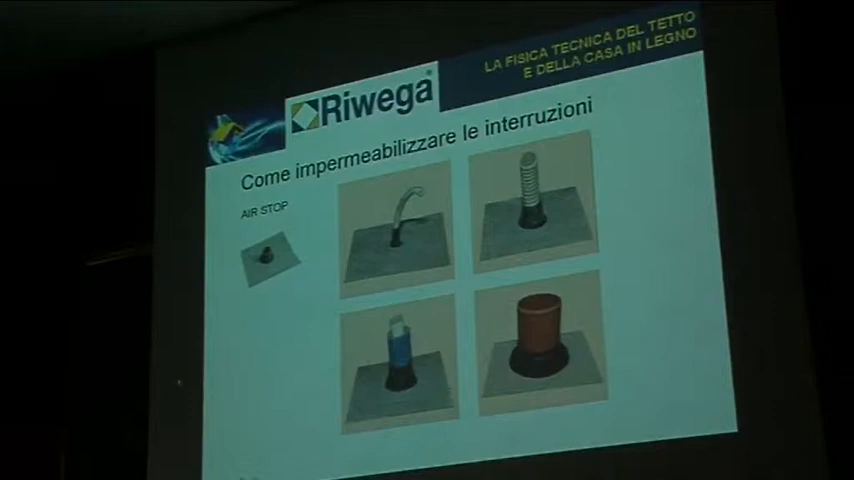 LA FISICA TECNICA DEL TETTO
E DELLA CASA IN LEGNO
Riwega
Come impermeabilizzare le interruzioni
AIR STOP